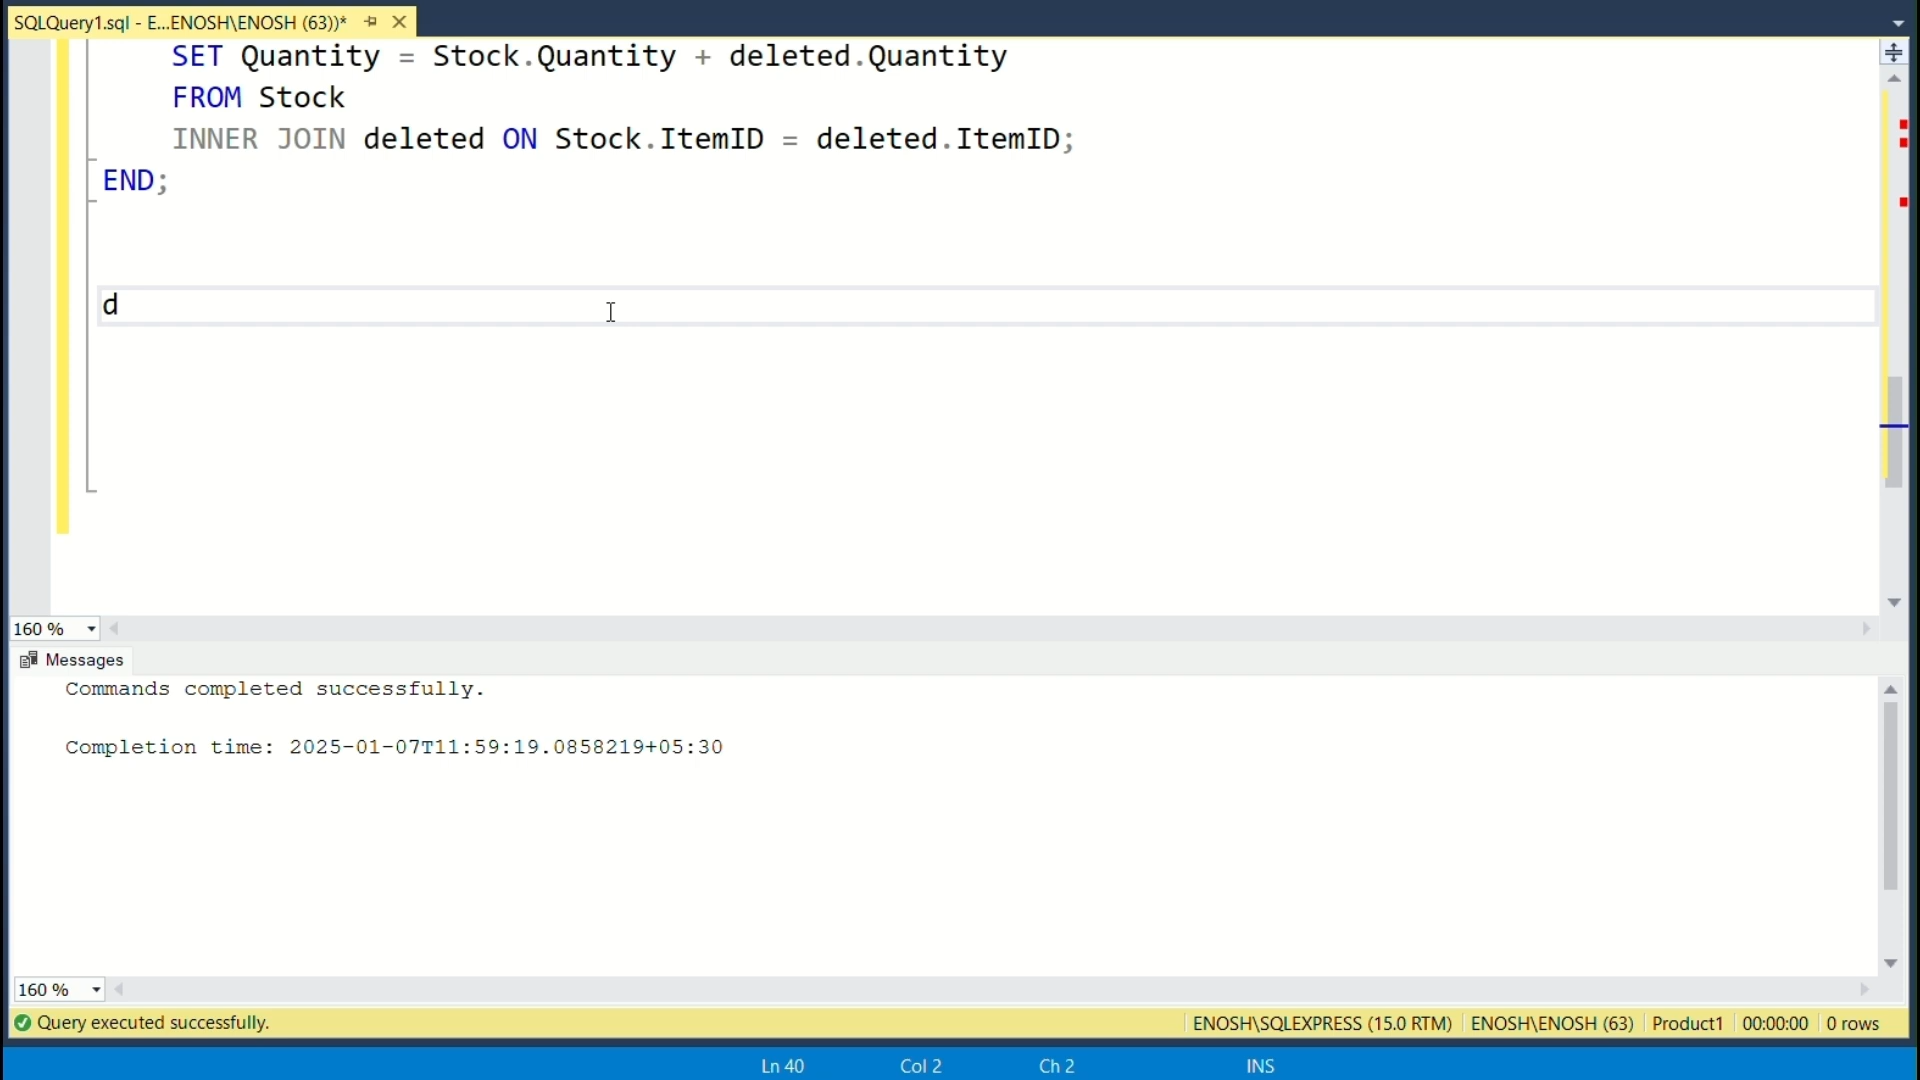 SQLQuery1.sql - E...ENOSH\ENOSH (63))*
SET Quantity = Stock.Quantity + deleted.Quantity
FROM Stock
INNER JOIN deleted ON Stock.ItemID = deleted.ItemID;
END;
d
160 %
Messages
Commands completed successfully.
Completion time: 2025-01-07T11:59:19.0858219+05:30
160 %
Query executed successfully. ENOSH\SQLEXPRESS (15.0 RTM) ENOSH\ENOSH (63) Product1 00:00:00 0 rows
Ln 40 Col 2 Ch 2 INS